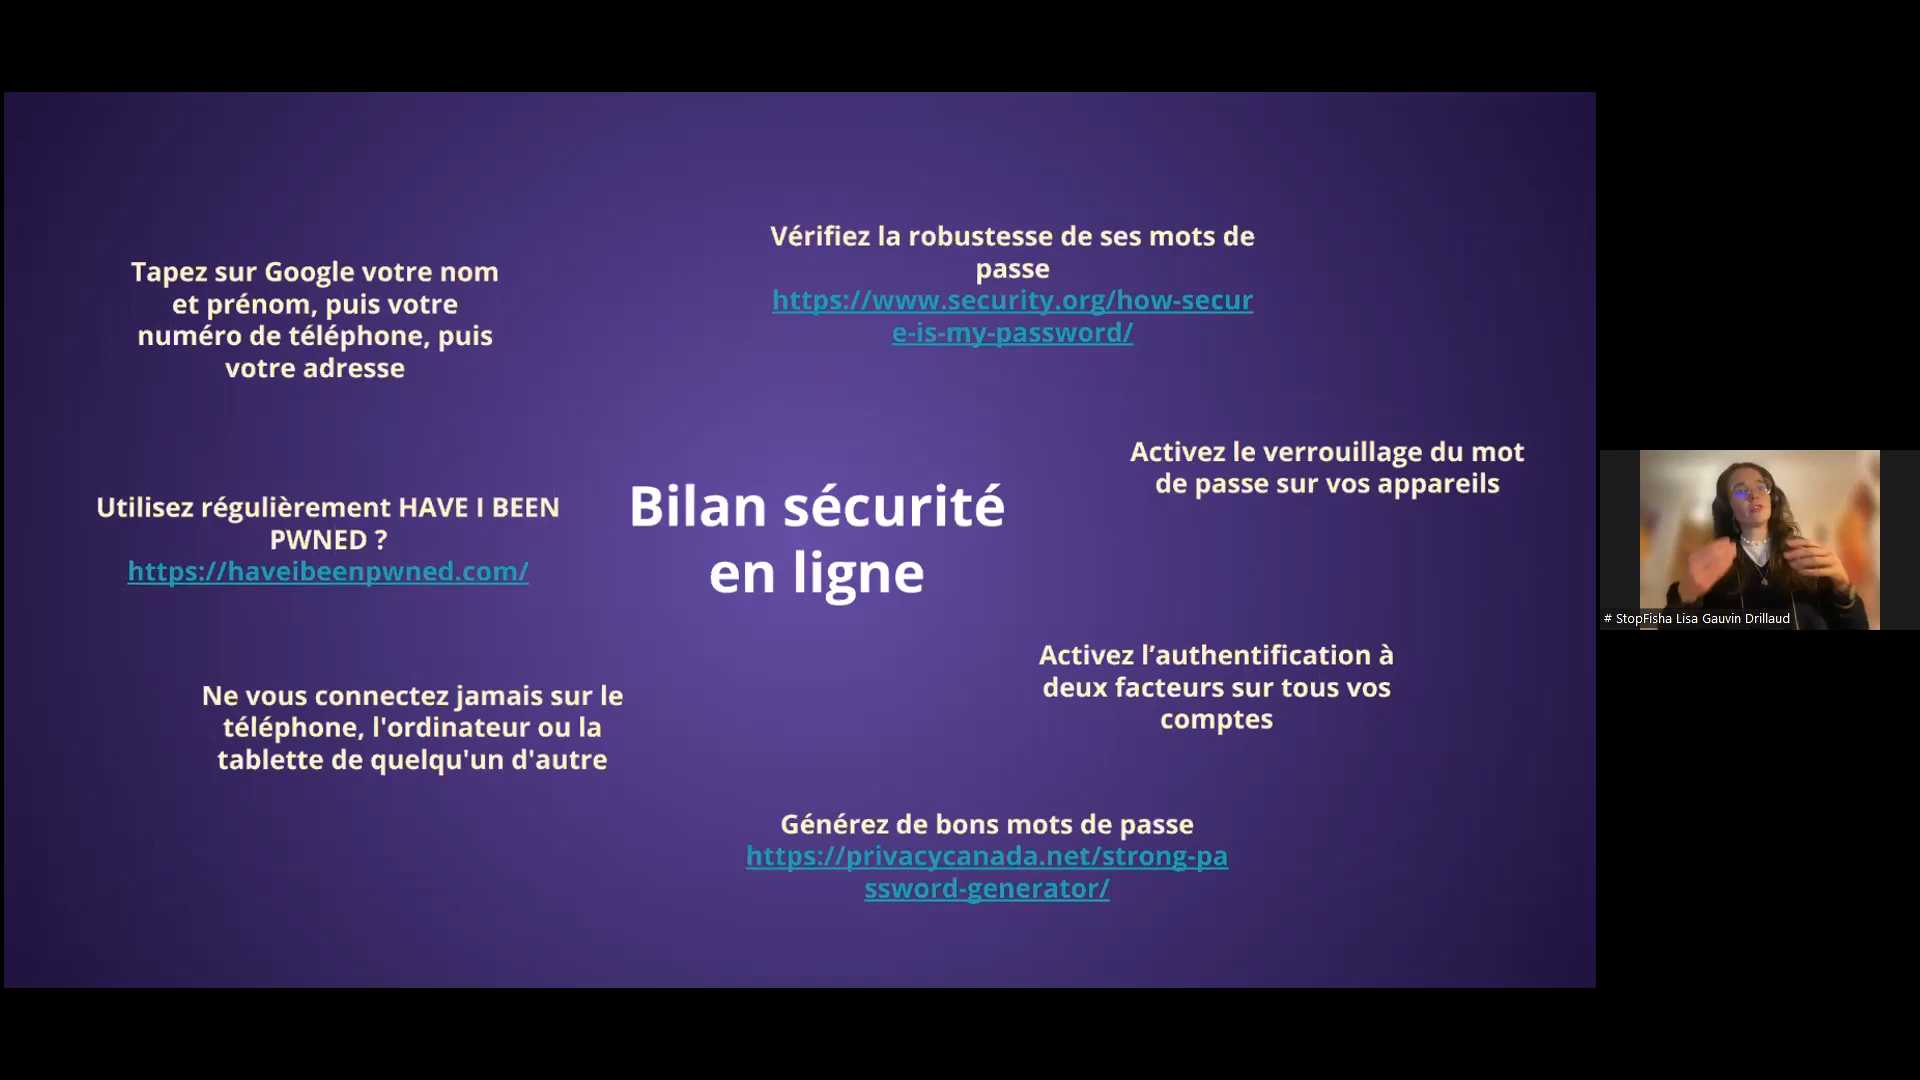 Tapez sur Google votre nom
et prénom, puis votre
numéro de téléphone, puis
votre adresse
Vérifiez la robustesse de ses mots de
passe
https://www.security.org/how-secur
e-is-my-password/
Utilisez régulièrement HAVE I BEEN
PWNED ?
https://haveibeenpwned.com/
Bilan sécurité
en ligne
Activez le verrouillage du mot
de passe sur vos appareils
Ne vous connectez jamais sur le
téléphone, l'ordinateur ou la
tablette de quelqu'un d'autre
Activez l’authentification à
deux facteurs sur tous vos
comptes
Générez de bons mots de passe
https://privacycanada.net/strong-pa
ssword-generator/
# StopFisha Lisa Gauvin Drillaud